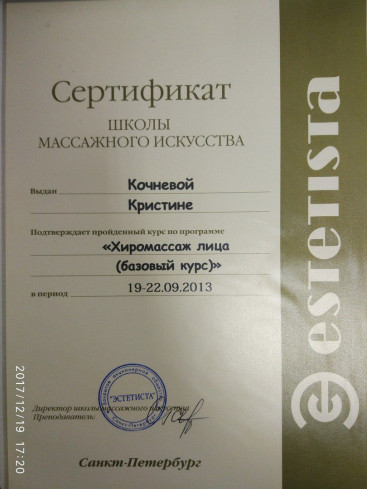 Сертификат
ШКОЛЫ
МАССАЖНОГО ИСКУССТВА
Выдан Кочневой
Кристине
Подтверждает пройденный курс по программе
«Хиромассаж лица
(базовый курс)»
в период 19-22.09.2013
"ЭСТЕТИСТА"
Директор школы массажного искусства
Преподаватель:
Санкт-Петербург
estetista
2017/12/19 17:20